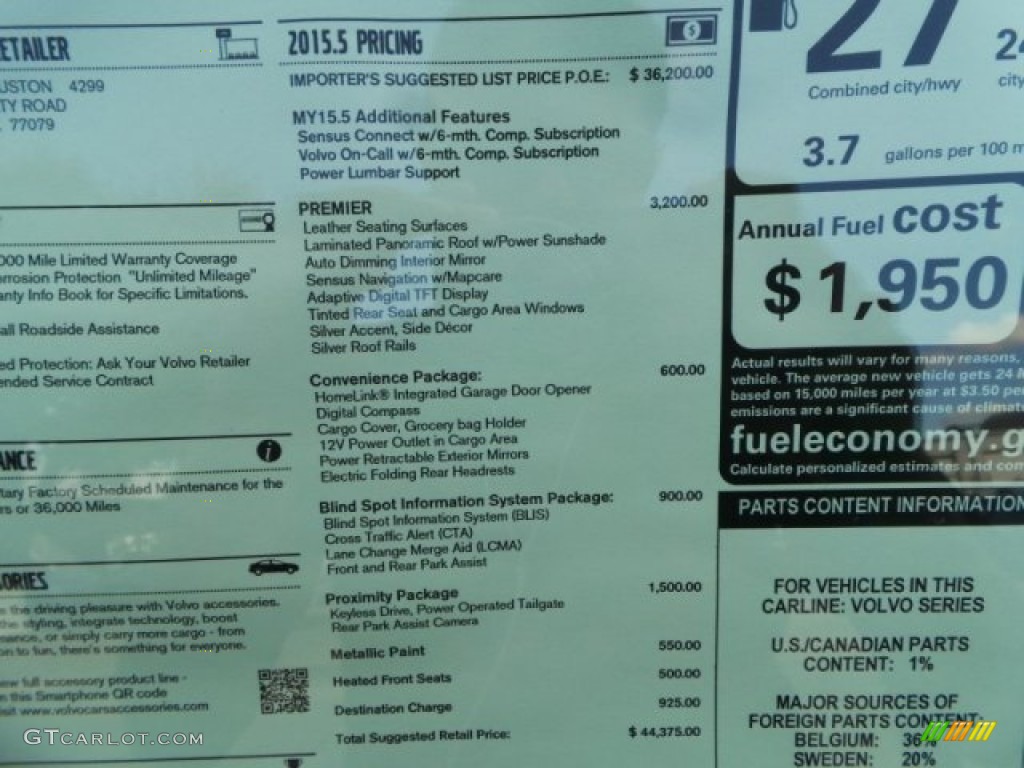 ETAILER
USTON 4299
TY ROAD
77079
000 Mile Limited Warranty Coverage
orrosion Protection "Unlimited Mileage"
anty Info Book for Specific Limitations.
all Roadside Assistance
ed Protection: Ask Your Volvo Retailer
ended Service Contract
ANCE
tary Factory Scheduled Maintenance for the
rs or 36,000 Miles
SORIES
e the driving pleasure with Volvo accessories.
the styling, integrate technology, boost
mance, or simply carry more cargo - from
on to fun, there's something for everyone.
ew full accessory product line -
n this Smartphone QR code
isit www.volvocarsaccessories.com
2015.5 PRICING
IMPORTER'S SUGGESTED LIST PRICE P.O.E.: $ 36,200.00
MY15.5 Additional Features
Sensus Connect w/6-mth. Comp. Subscription
Volvo On-Call w/6-mth. Comp. Subscription
Power Lumbar Support
PREMIER 3,200.00
Leather Seating Surfaces
Laminated Panoramic Roof w/Power Sunshade
Auto Dimming Interior Mirror
Sensus Navigation w/Mapcare
Adaptive Digital TFT Display
Tinted Rear Seat and Cargo Area Windows
Silver Accent, Side Décor
Silver Roof Rails
Convenience Package: 600.00
HomeLink® Integrated Garage Door Opener
Digital Compass
Cargo Cover, Grocery bag Holder
12V Power Outlet in Cargo Area
Power Retractable Exterior Mirrors
Electric Folding Rear Headrests
Blind Spot Information System Package: 900.00
Blind Spot Information System (BLIS)
Cross Traffic Alert (CTA)
Lane Change Merge Aid (LCMA)
Front and Rear Park Assist
Proximity Package 1,500.00
Keyless Drive, Power Operated Tailgate
Rear Park Assist Camera
Metallic Paint 550.00
Heated Front Seats 500.00
Destination Charge 925.00
Total Suggested Retail Price: $ 44,375.00
27 24
Combined city/hwy city
3.7 gallons per 100 m
Annual Fuel cost
$1,950
Actual results will vary for many reasons,
vehicle. The average new vehicle gets 24 M
based on 15,000 miles per year at $3.50 per
emissions are a significant cause of climat
fueleconomy.g
Calculate personalized estimates and com
PARTS CONTENT INFORMATION
FOR VEHICLES IN THIS
CARLINE: VOLVO SERIES
U.S./CANADIAN PARTS
CONTENT: 1%
MAJOR SOURCES OF
FOREIGN PARTS CONTENT:
BELGIUM: 36%
SWEDEN: 20%
GTCARLOT.COM